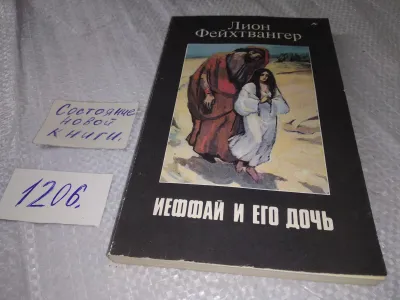 Лион
Фейхтвангер
ИЕФФАЙ И ЕГО ДОЧЬ
Состояние
новой
книги.
1206.